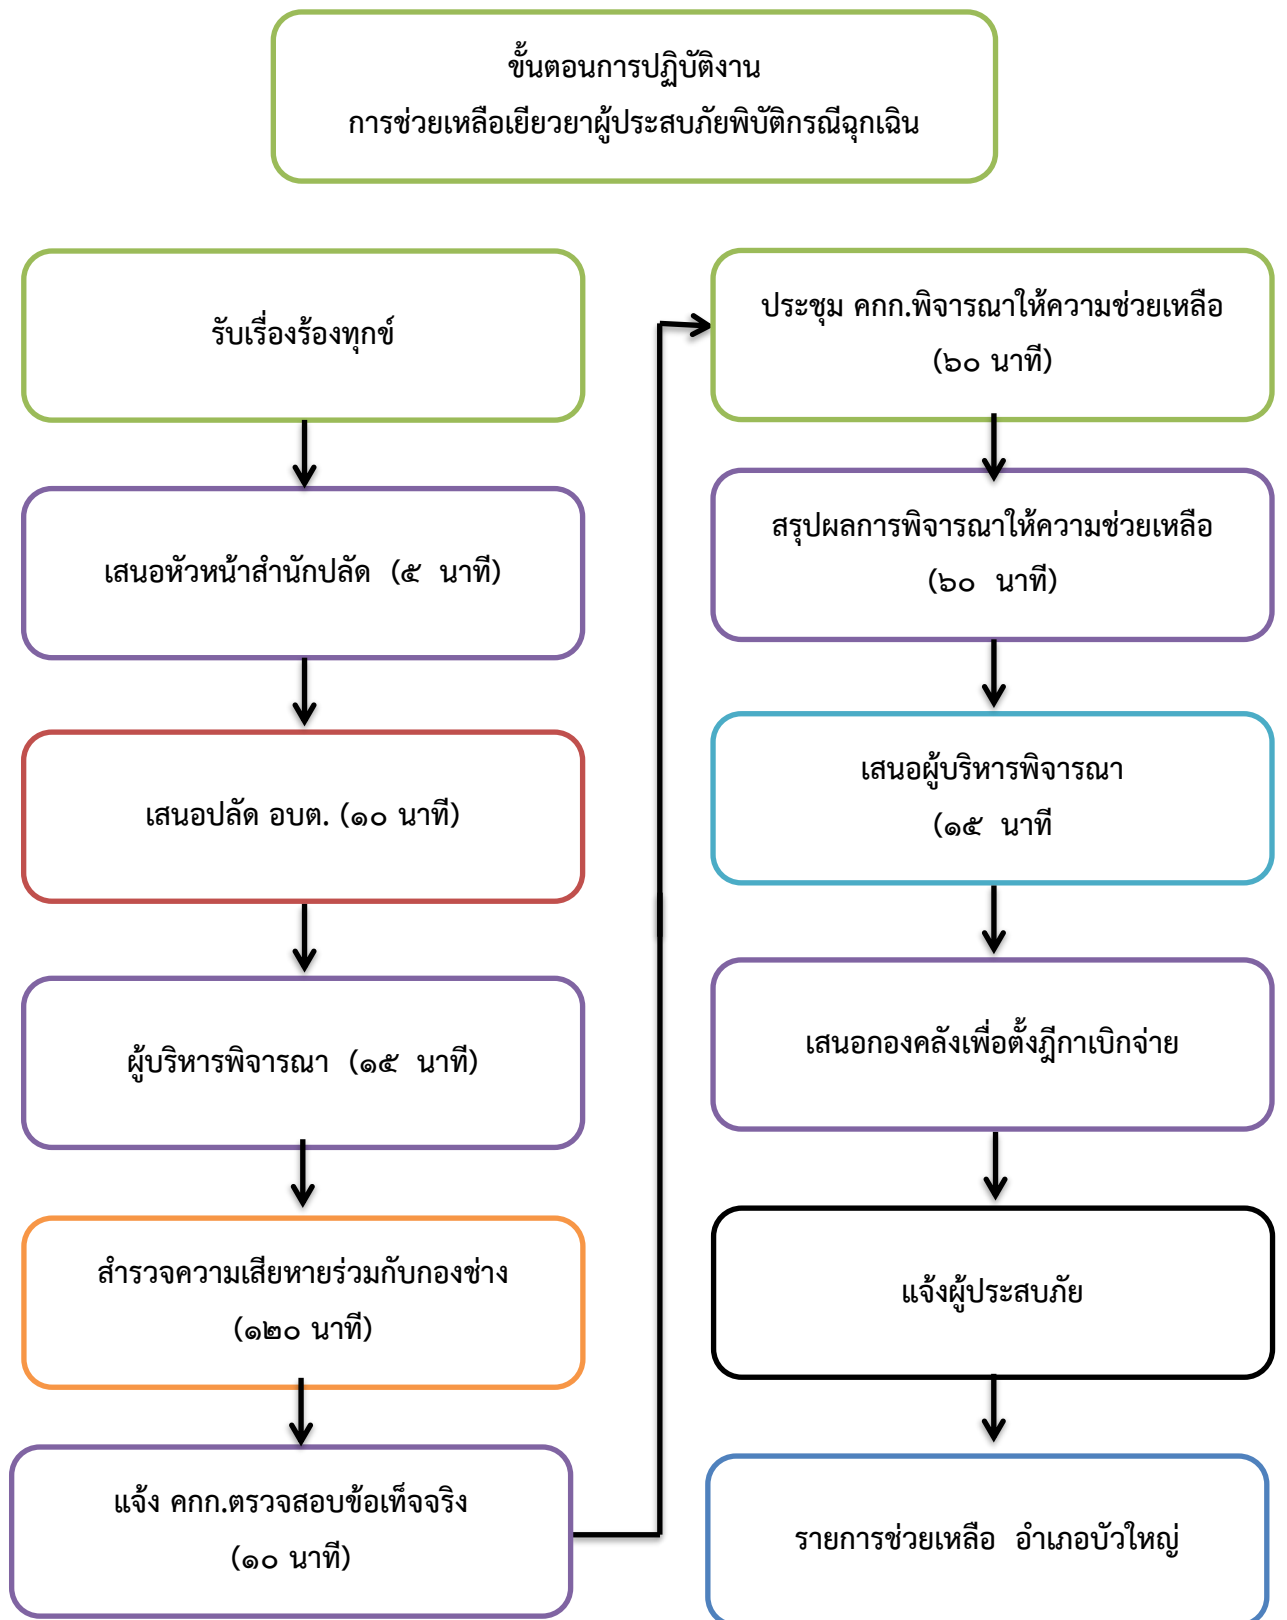 ขั้นตอนการปฏิบัติงาน
การช่วยเหลือเยียวยาผู้ประสบภัยพิบัติกรณีฉุกเฉิน
รับเรื่องร้องทุกข์
เสนอหัวหน้าสำนักปลัด (๕ นาที)
เสนอปลัด อบต. (๑๐ นาที)
ผู้บริหารพิจารณา (๑๕ นาที)
สำรวจความเสียหายร่วมกับกองช่าง
(๑๒๐ นาที)
แจ้ง คกก.ตรวจสอบข้อเท็จจริง
(๑๐ นาที)
ประชุม คกก.พิจารณาให้ความช่วยเหลือ
(๖๐ นาที)
สรุปผลการพิจารณาให้ความช่วยเหลือ
(๖๐ นาที)
เสนอผู้บริหารพิจารณา
(๑๕ นาที
เสนอกองคลังเพื่อตั้งฎีกาเบิกจ่าย
แจ้งผู้ประสบภัย
รายการช่วยเหลือ อำเภอบัวใหญ่